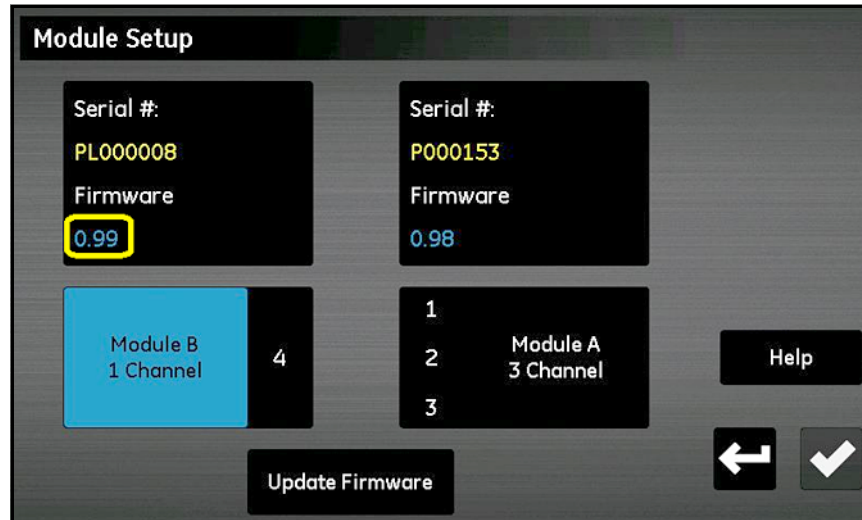 Module Setup
Serial #:
PL000008
Firmware
0.99
Serial #:
P000153
Firmware
0.98
Module B
1 Channel
4
1
2
3
Module A
3 Channel
Help
Update Firmware